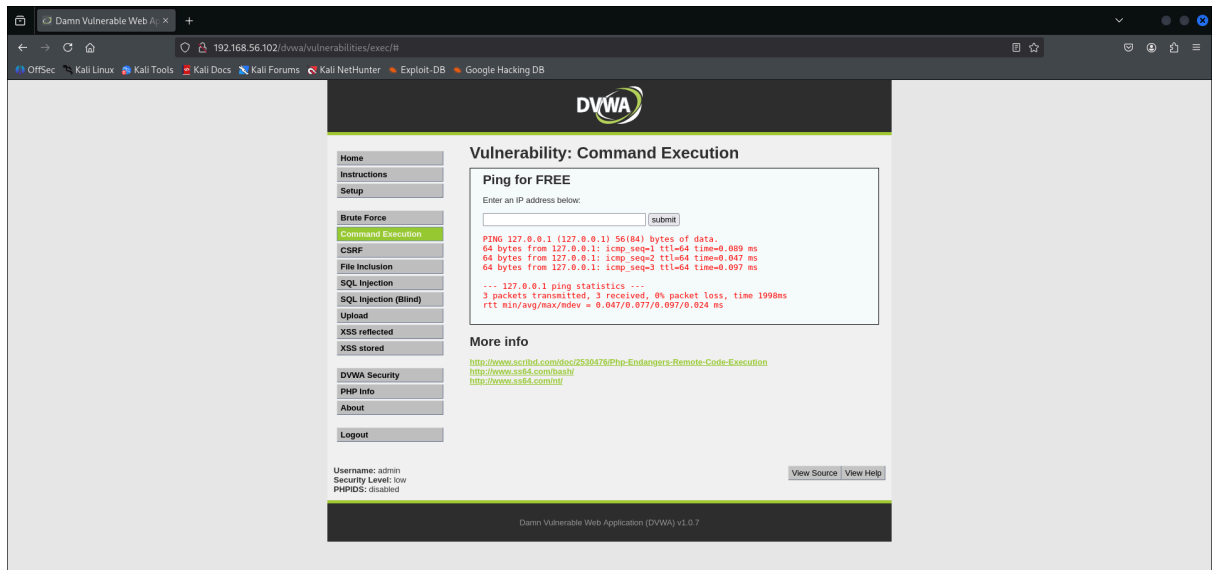 Damn Vulnerable Web Ap
192.168.56.102/dvwa/vulnerabilities/exec/#
OffSec Kali Linux Kali Tools Kali Docs Kali Forums Kali NetHunter Exploit-DB Google Hacking DB
DVWA
Home
Instructions
Setup
Brute Force
Command Execution
CSRF
File Inclusion
SQL Injection
SQL Injection (Blind)
Upload
XSS reflected
XSS stored
DVWA Security
PHP Info
About
Logout
Vulnerability: Command Execution
Ping for FREE
Enter an IP address below:
submit
PING 127.0.0.1 (127.0.0.1) 56(84) bytes of data.
64 bytes from 127.0.0.1: icmp_seq=1 ttl=64 time=0.089 ms
64 bytes from 127.0.0.1: icmp_seq=2 ttl=64 time=0.047 ms
64 bytes from 127.0.0.1: icmp_seq=3 ttl=64 time=0.097 ms
--- 127.0.0.1 ping statistics ---
3 packets transmitted, 3 received, 0% packet loss, time 1998ms
rtt min/avg/max/mdev = 0.047/0.077/0.097/0.024 ms
More info
http://www.scribd.com/doc/2530476/Php-Endangers-Remote-Code-Execution
http://www.ss64.com/bash/
http://www.ss64.com/nt/
Username: admin
Security Level: low
PHPIDS: disabled
View Source View Help
Damn Vulnerable Web Application (DVWA) v1.0.7